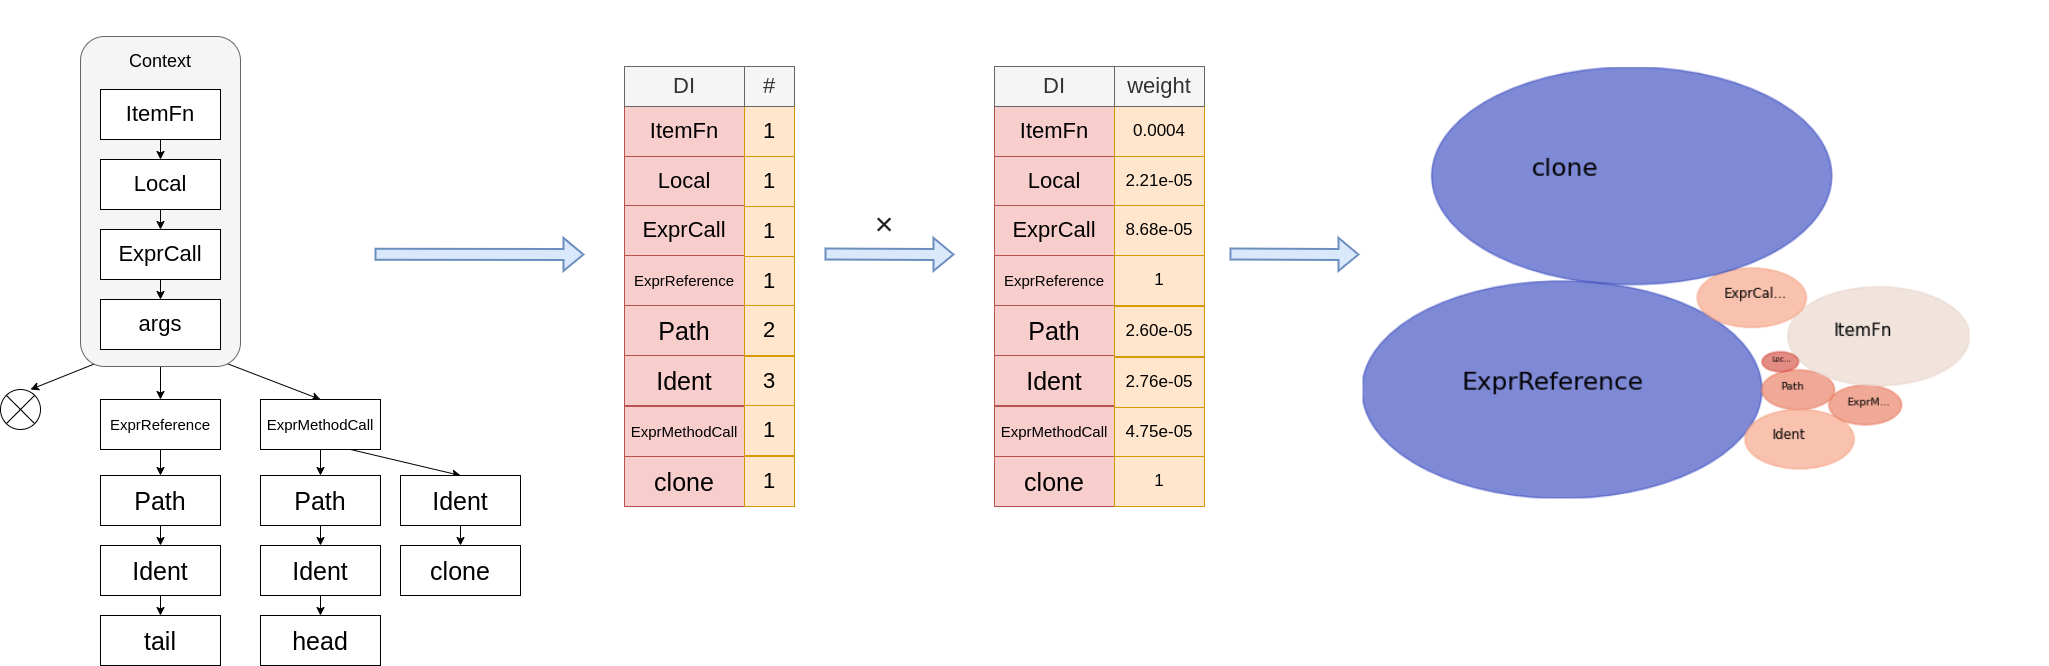 Context
ItemFn
Local
ExprCall
args
ExprReference
ExprMethodCall
Path
Path
Ident
Ident
Ident
clone
tail
head
DI #
ItemFn 1
Local 1
ExprCall 1
ExprReference 1
Path 2
Ident 3
ExprMethodCall 1
clone 1
×
DI weight
ItemFn 0.0004
Local 2.21e-05
ExprCall 8.68e-05
ExprReference 1
Path 2.60e-05
Ident 2.76e-05
ExprMethodCall 4.75e-05
clone 1
clone
ExprCal...
ItemFn
Loc...
ExprReference
Path
ExprM...
Ident